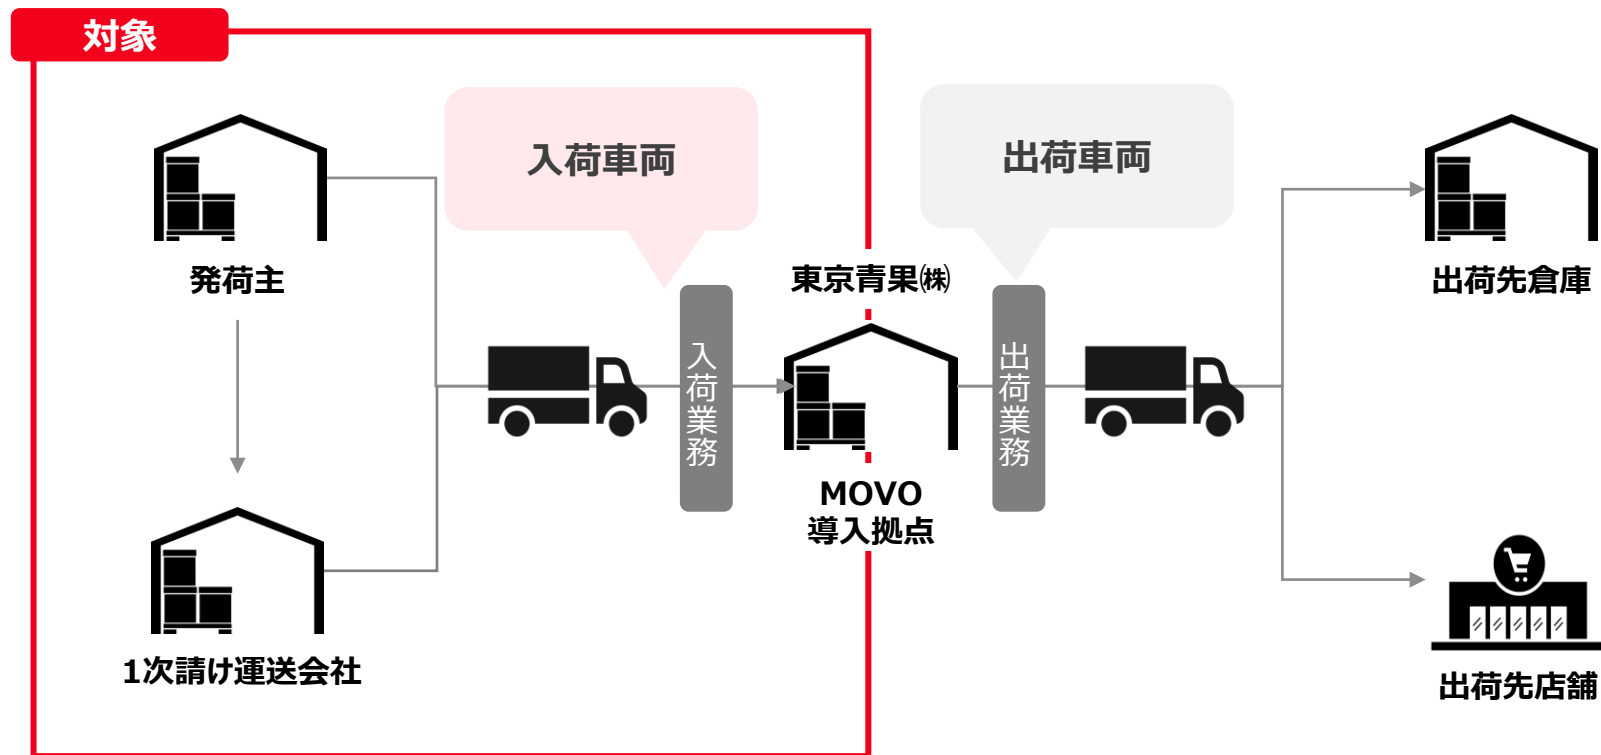 対象
入荷車両
出荷車両
発荷主
東京青果㈱
出荷先倉庫
入荷業務
出荷業務
MOVO
導入拠点
1次請け運送会社
出荷先店舗